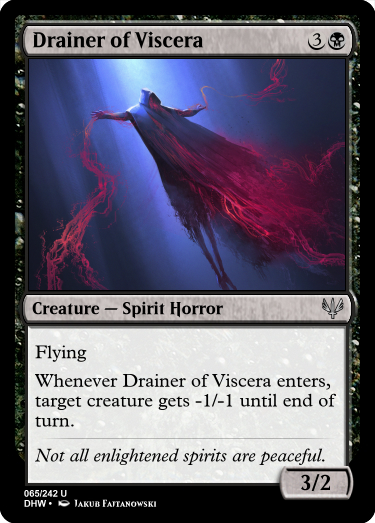 Drainer of Viscera 3
Creature — Spirit Horror
Flying
Whenever Drainer of Viscera enters,
target creature gets -1/-1 until end of
turn.
Not all enlightened spirits are peaceful.
3/2
065/242 U
DHW • Jakub Fajtanowski